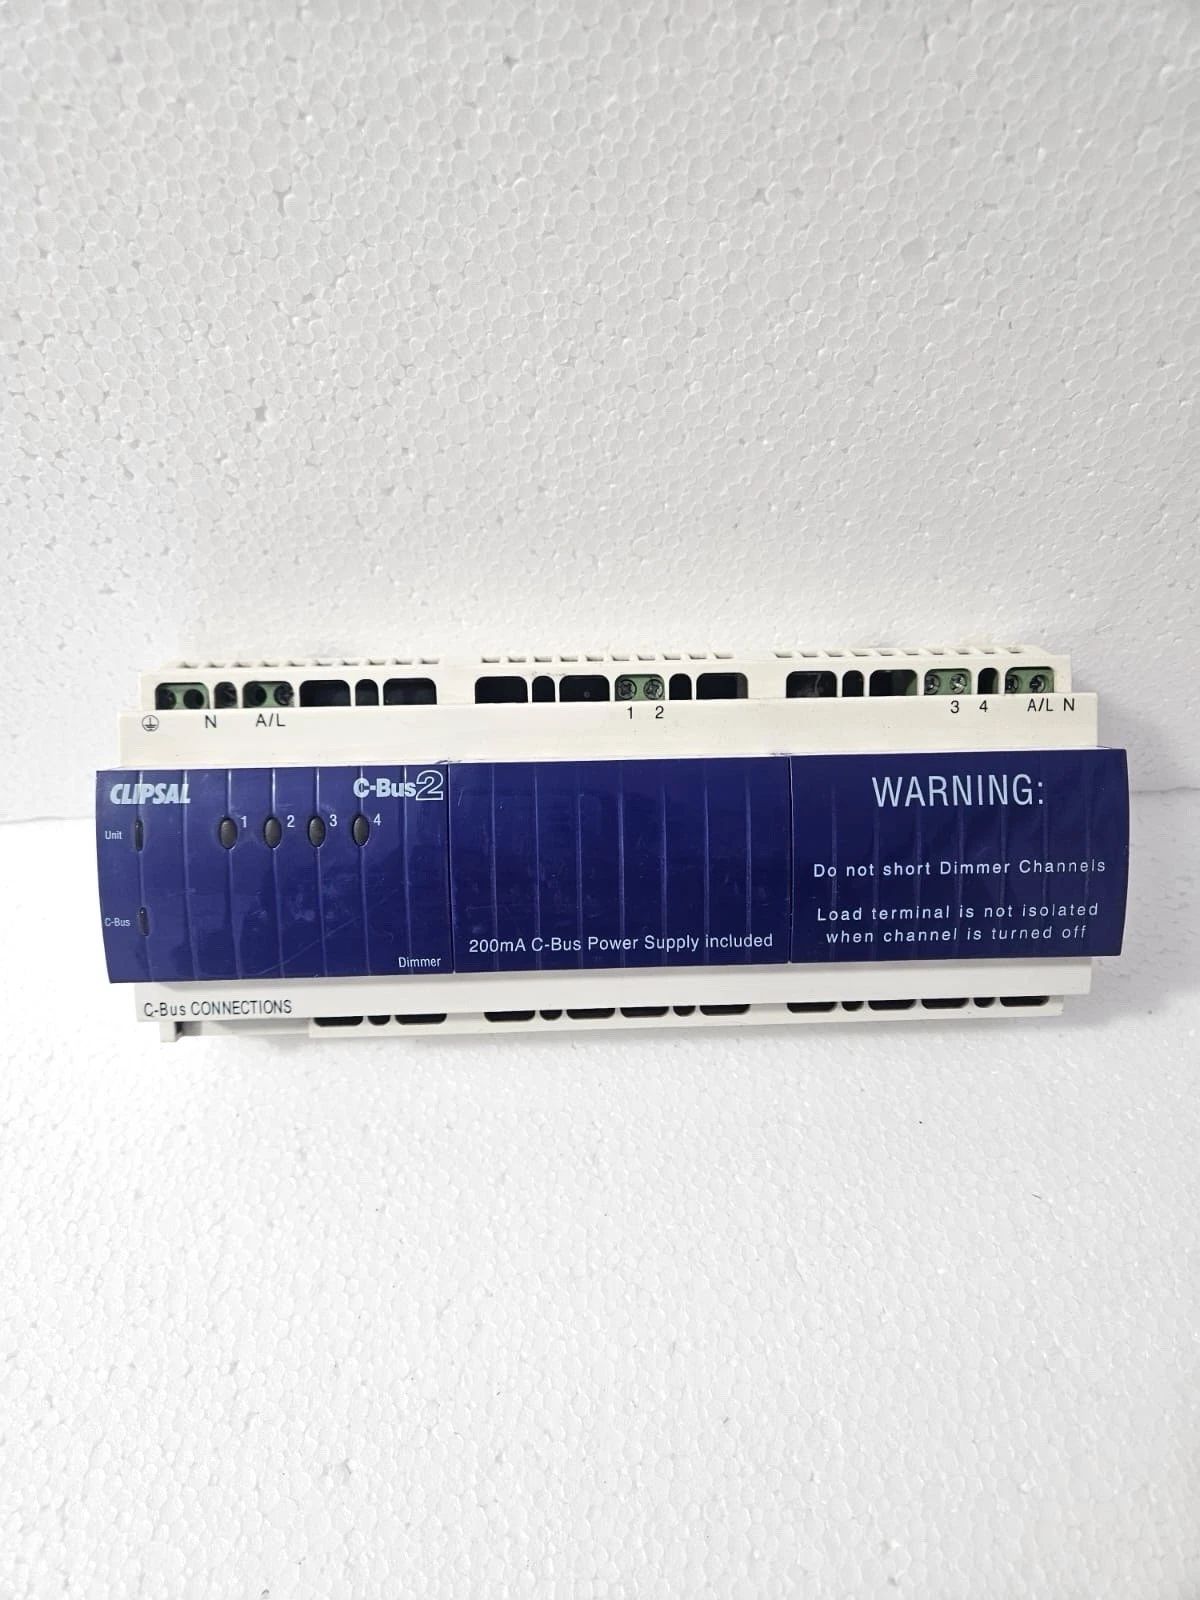 N A/L 1 2 3 4 A/L N
CLIPSAL C-Bus2
Unit 1 2 3 4
C-Bus
Dimmer
200mA C-Bus Power Supply included
WARNING:
Do not short Dimmer Channels
Load terminal is not isolated
when channel is turned off
C-Bus CONNECTIONS